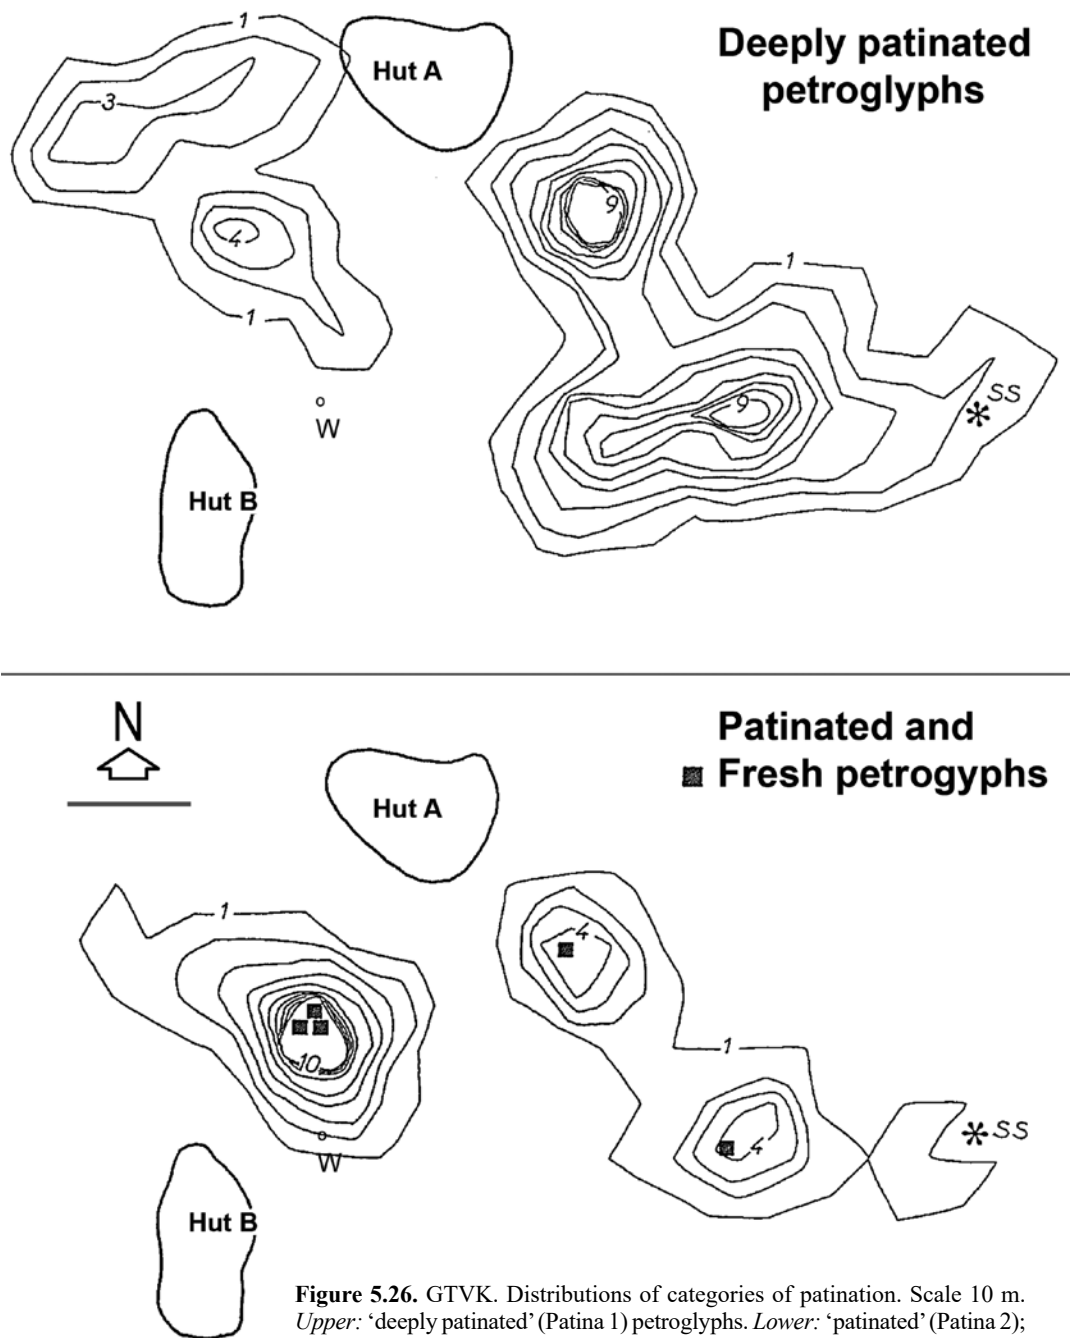 1
Hut A
Deeply patinated
petroglyphs
3
9
4
1
1
SS
9
W
Hut B
N
Patinated and
Fresh petrogyphs
Hut A
1
4
10
1
SS
4
W
Hut B
Figure 5.26. GTVK. Distributions of categories of patination. Scale 10 m.
Upper: ‘deeply patinated’ (Patina 1) petroglyphs. Lower: ‘patinated’ (Patina 2);